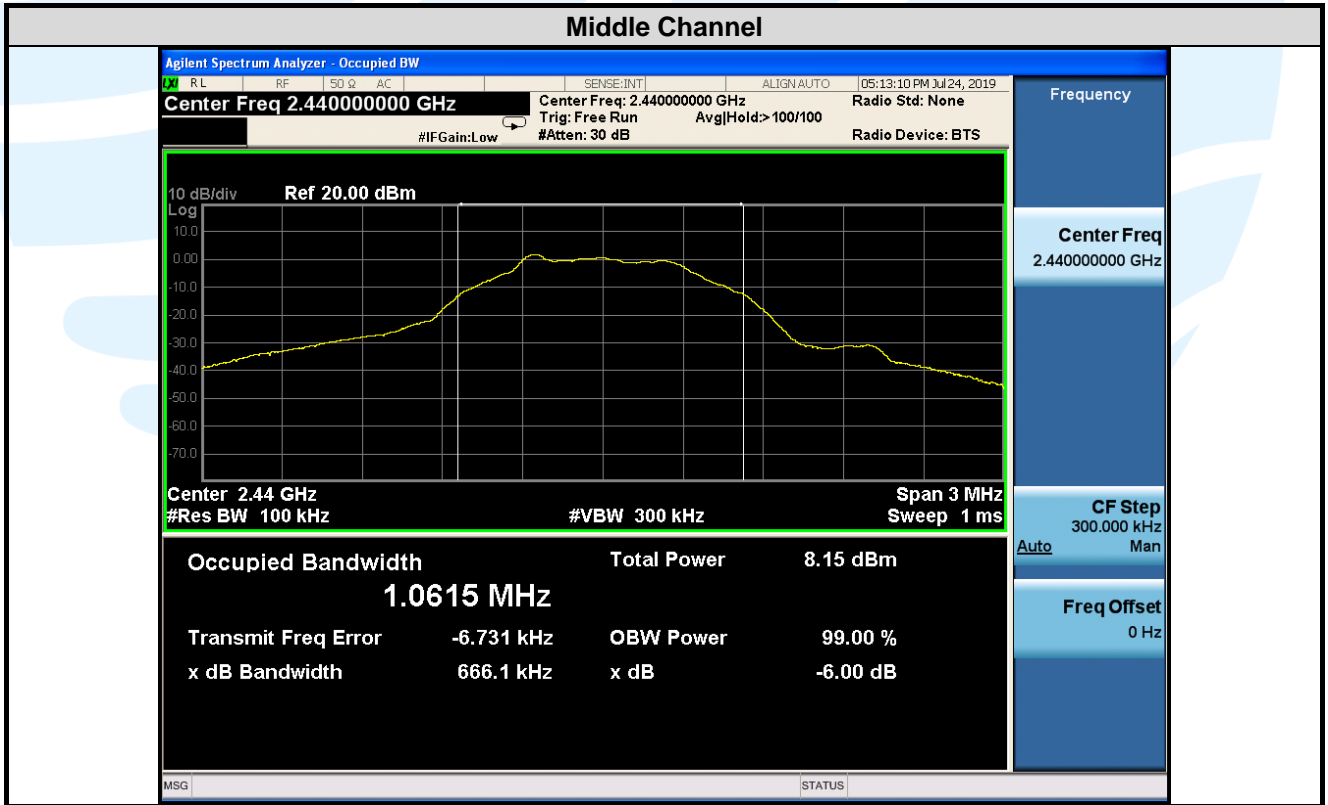 Middle Channel
Agilent Spectrum Analyzer - Occupied BW
LXI RL RF 50 Ω AC SENSE:INT ALIGN AUTO 05:13:10 PM Jul 24, 2019
Center Freq 2.440000000 GHz
Center Freq: 2.440000000 GHz Radio Std: None
Trig: Free Run Avg|Hold:> 100/100
#IFGain:Low #Atten: 30 dB Radio Device: BTS
10 dB/div Ref 20.00 dBm
Log
10.0
0.00
-10.0
-20.0
-30.0
-40.0
-50.0
-60.0
-70.0
Center 2.44 GHz Span 3 MHz
#Res BW 100 kHz #VBW 300 kHz Sweep 1 ms
Occupied Bandwidth Total Power 8.15 dBm
1.0615 MHz
Transmit Freq Error -6.731 kHz OBW Power 99.00 %
x dB Bandwidth 666.1 kHz x dB -6.00 dB
Frequency
Center Freq
2.440000000 GHz
CF Step
300.000 kHz
Auto Man
Freq Offset
0 Hz
MSG STATUS